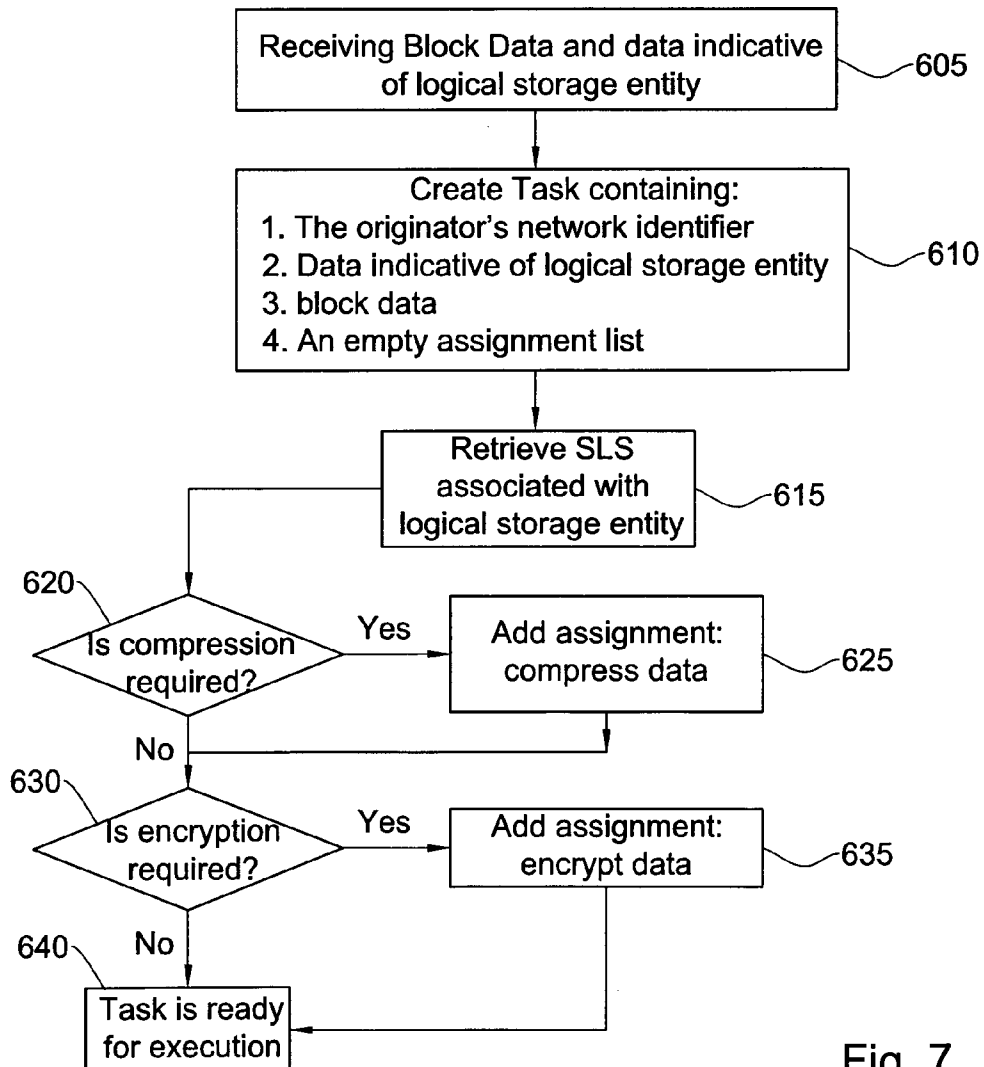 Receiving Block Data and data indicative
of logical storage entity
605
Create Task containing:
1. The originator's network identifier
2. Data indicative of logical storage entity
3. block data
4. An empty assignment list
610
Retrieve SLS
associated with
logical storage entity
615
620
Is compression
required?
Yes
Add assignment:
compress data
625
No
630
Is encryption
required?
Yes
Add assignment:
encrypt data
635
No
640
Task is ready
for execution
Fig. 7